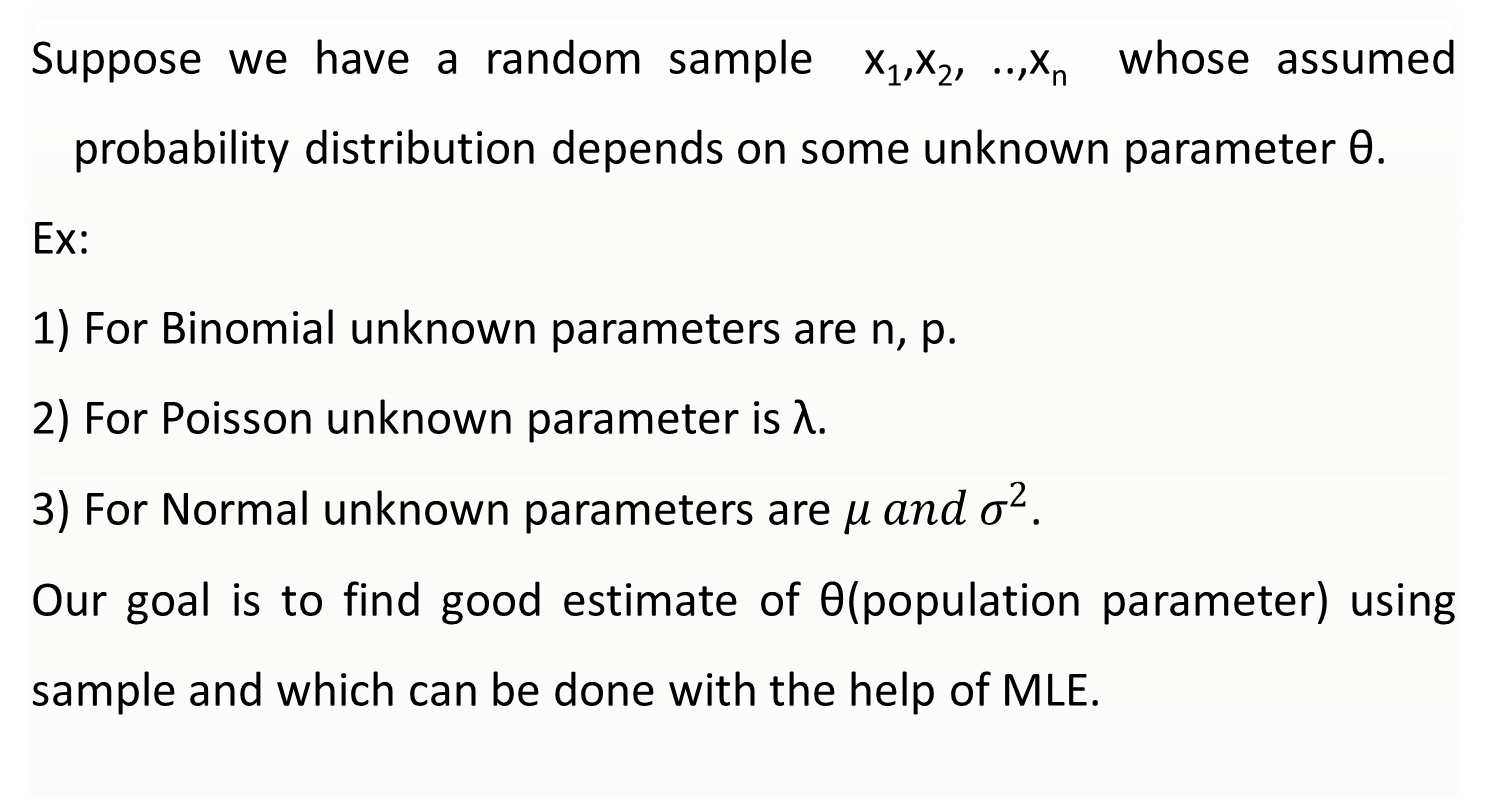 Suppose we have a random sample x₁,x₂, ..,xₙ whose assumed
probability distribution depends on some unknown parameter θ.
Ex:
1) For Binomial unknown parameters are n, p.
2) For Poisson unknown parameter is λ.
3) For Normal unknown parameters are μ and σ².
Our goal is to find good estimate of θ(population parameter) using
sample and which can be done with the help of MLE.